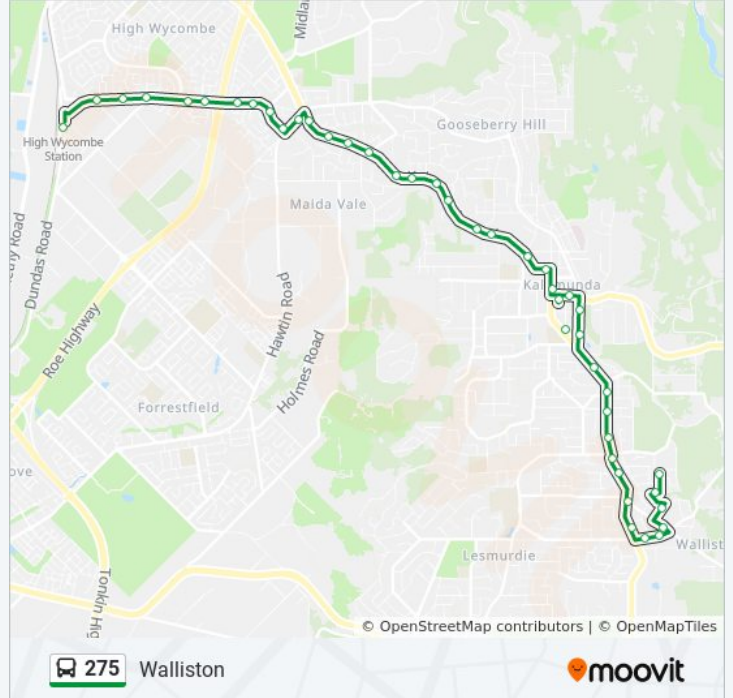 High Wycombe
Midla
Gooseberry Hill
High Wycombe
Station
Maida Vale
Dundas Road
Kalamunda
Hawtin Road
Roe Highway
Holmes Road
Forrestfield
ove
Lesmurdie
Wallist
Tonkin Hig
© OpenStreetMap contributors | © OpenMapTiles
275 Walliston
moovit